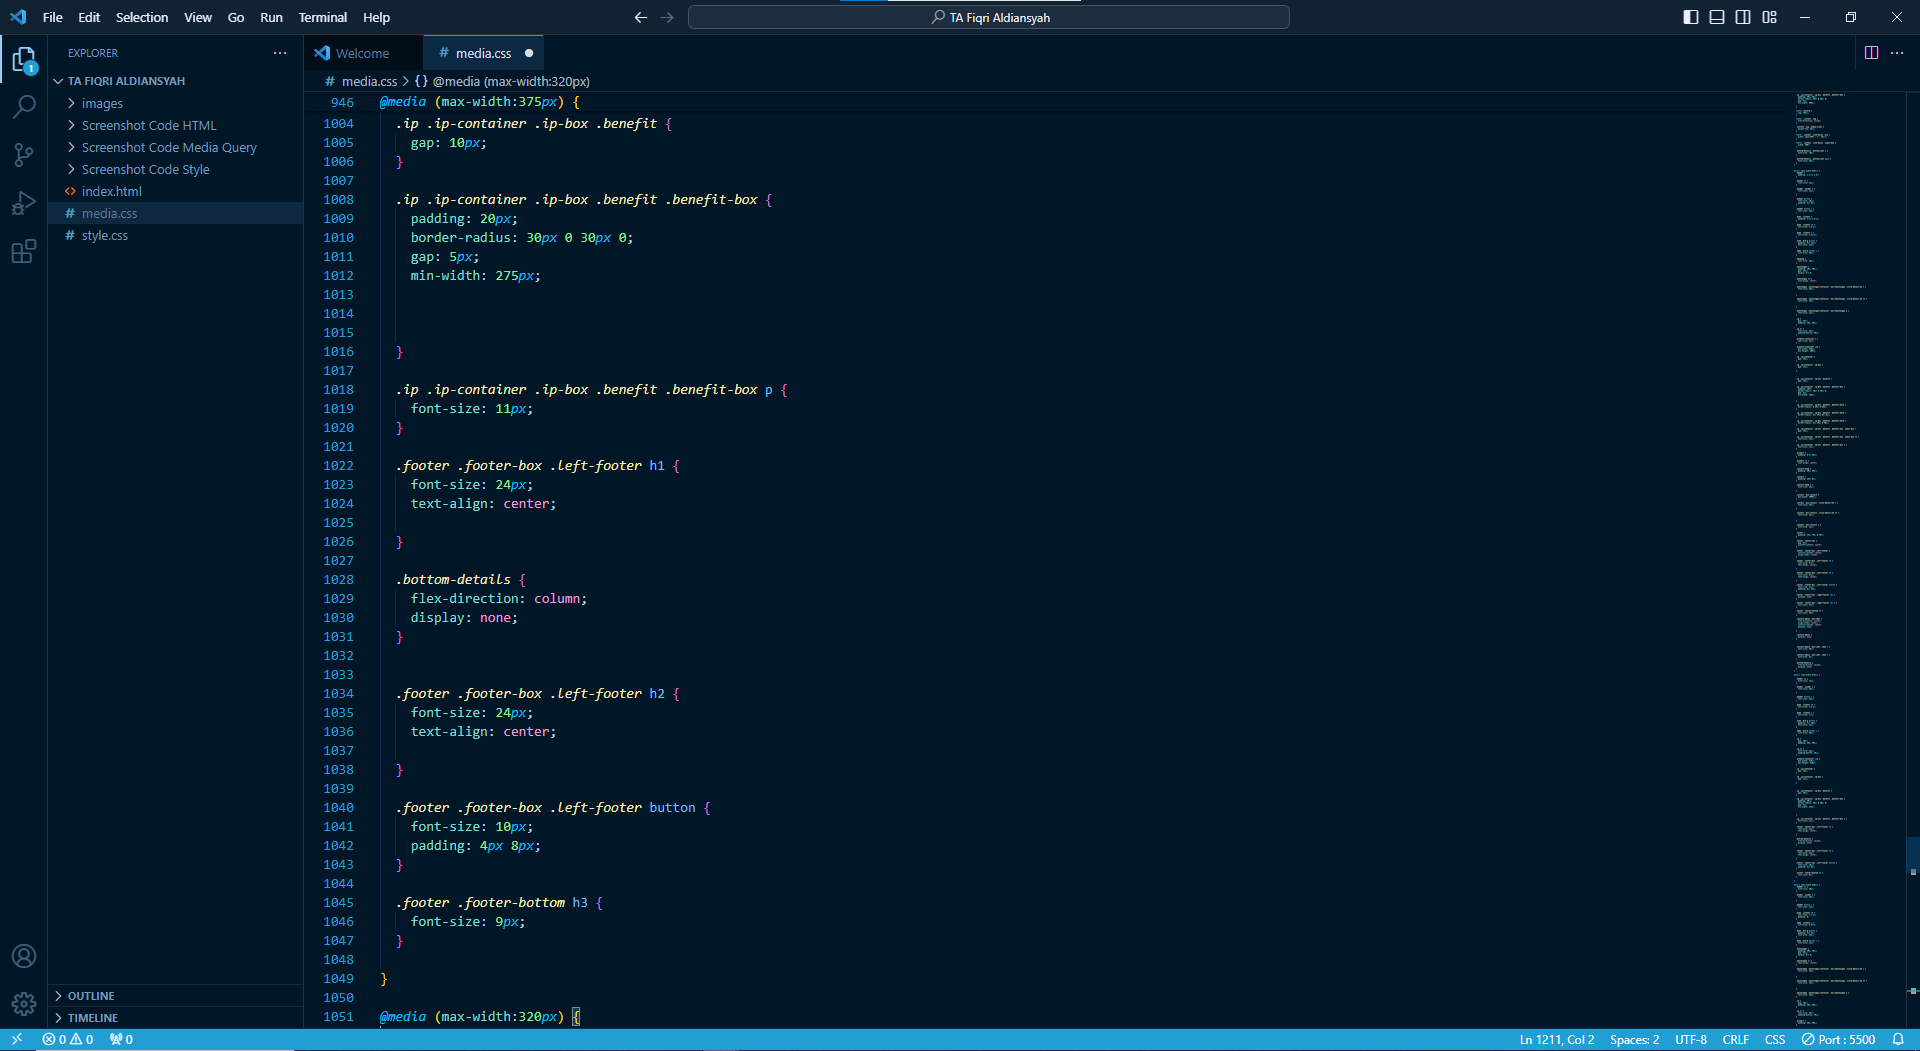 File Edit Selection View Go Run Terminal Help
TA Fiqri Aldiansyah
EXPLORER
TA FIQRI ALDIANSYAH
images
Screenshot Code HTML
Screenshot Code Media Query
Screenshot Code Style
index.html
media.css
style.css
OUTLINE
TIMELINE
1
Welcome
# media.css
# media.css > {} @media (max-width:320px)
946 @media (max-width:375px) {
1004 .ip .ip-container .ip-box .benefit {
1005 gap: 10px;
1006 }
1007
1008 .ip .ip-container .ip-box .benefit .benefit-box {
1009 padding: 20px;
1010 border-radius: 30px 0 30px 0;
1011 gap: 5px;
1012 min-width: 275px;
1013
1014
1015
1016 }
1017
1018 .ip .ip-container .ip-box .benefit .benefit-box p {
1019 font-size: 11px;
1020 }
1021
1022 .footer .footer-box .left-footer h1 {
1023 font-size: 24px;
1024 text-align: center;
1025
1026 }
1027
1028 .bottom-details {
1029 flex-direction: column;
1030 display: none;
1031 }
1032
1033
1034 .footer .footer-box .left-footer h2 {
1035 font-size: 24px;
1036 text-align: center;
1037
1038 }
1039
1040 .footer .footer-box .left-footer button {
1041 font-size: 10px;
1042 padding: 4px 8px;
1043 }
1044
1045 .footer .footer-bottom h3 {
1046 font-size: 9px;
1047 }
1048
1049 }
1050
1051 @media (max-width:320px) {
0 0 0 Ln 1211, Col 2 Spaces: 2 UTF-8 CRLF CSS Port : 5500